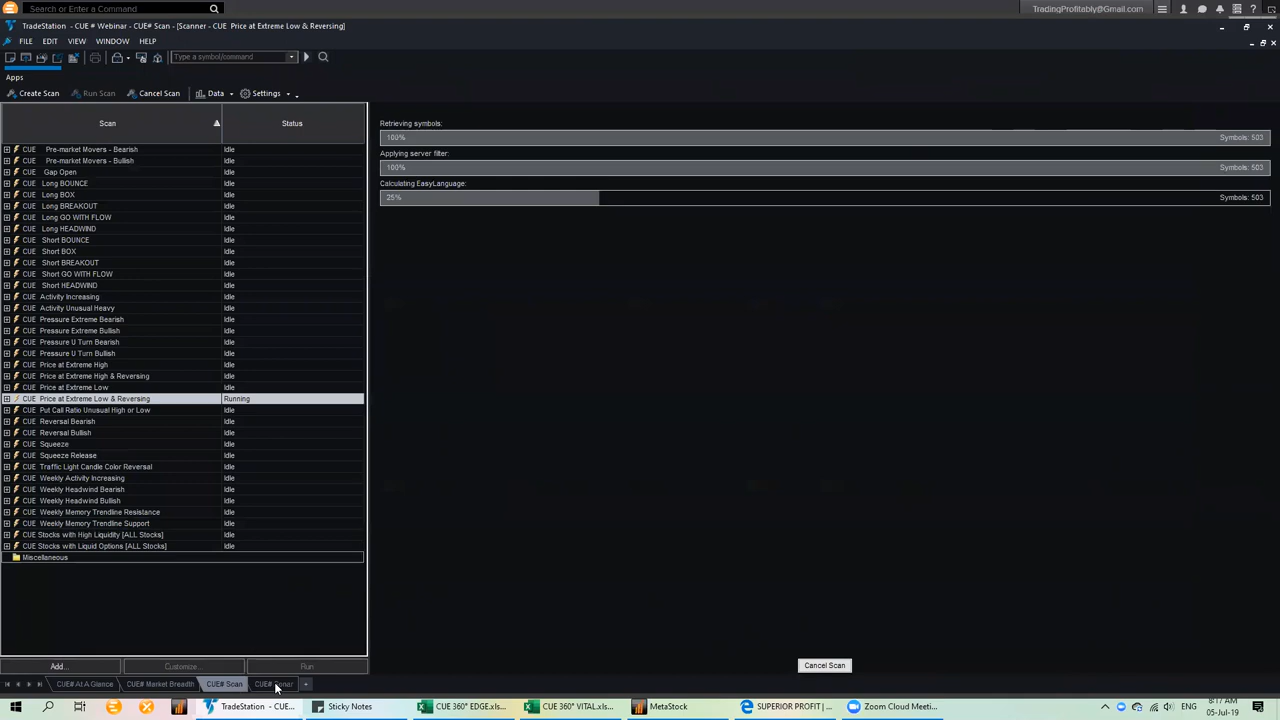 Search or Command
TradingProfitably@Gmail.com
TradeStation - CUE # Webinar - CUE# Scan - [Scanner - CUE Price at Extreme Low & Reversing]
FILE EDIT VIEW WINDOW HELP
Type a symbol/command
Apps
Create Scan Run Scan Cancel Scan Data Settings
Scan Status
CUE Pre-market Movers - Bearish Idle
CUE Pre-market Movers - Bullish Idle
CUE Gap Open Idle
CUE Long BOUNCE Idle
CUE Long BOX Idle
CUE Long BREAKOUT Idle
CUE Long GO WITH FLOW Idle
CUE Long HEADWIND Idle
CUE Short BOUNCE Idle
CUE Short BOX Idle
CUE Short BREAKOUT Idle
CUE Short GO WITH FLOW Idle
CUE Short HEADWIND Idle
CUE Activity Increasing Idle
CUE Activity Unusual Heavy Idle
CUE Pressure Extreme Bearish Idle
CUE Pressure Extreme Bullish Idle
CUE Pressure U Turn Bearish Idle
CUE Pressure U Turn Bullish Idle
CUE Price at Extreme High Idle
CUE Price at Extreme High & Reversing Idle
CUE Price at Extreme Low Idle
CUE Price at Extreme Low & Reversing Running
CUE Put Call Ratio Unusual High or Low Idle
CUE Reversal Bearish Idle
CUE Reversal Bullish Idle
CUE Squeeze Idle
CUE Squeeze Release Idle
CUE Traffic Light Candle Color Reversal Idle
CUE Weekly Activity Increasing Idle
CUE Weekly Headwind Bearish Idle
CUE Weekly Headwind Bullish Idle
CUE Weekly Memory Trendline Resistance Idle
CUE Weekly Memory Trendline Support Idle
CUE Stocks with High Liquidity [ALL Stocks] Idle
CUE Stocks with Liquid Options [ALL Stocks] Idle
Miscellaneous
Retrieving symbols:
100% Symbols: 503
Applying server filter:
100% Symbols: 503
Calculating EasyLanguage:
25% Symbols: 503
Cancel Scan
Add... Customize... Run
CUE# At A Glance CUE# Market Breadth CUE# Scan CUE#
TradeStation - CUE... Sticky Notes CUE 360° EDGE.xls... CUE 360° VITAL.xls... MetaStock SUPERIOR PROFIT | ... Zoom Cloud Meeti...
ENG
8:17 AM
05-Jul-19